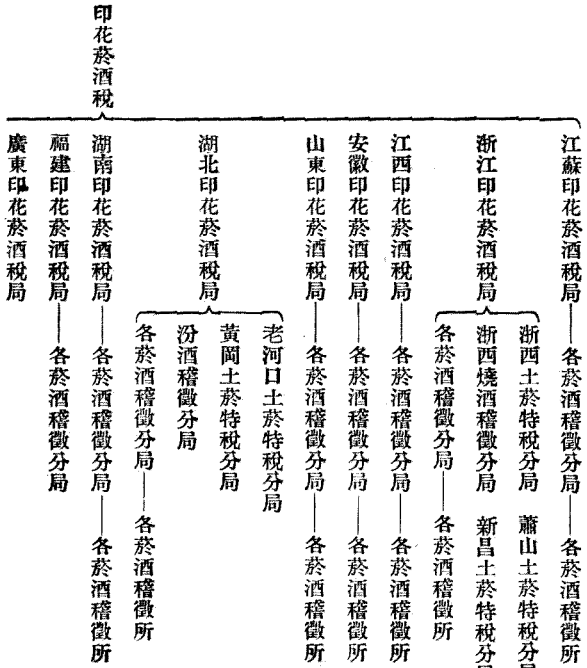 印花菸酒稅
江蘇印花菸酒稅局——各菸酒稽徵分局——各菸酒稽徵所
浙江印花菸酒稅局
浙西土菸特稅分局 蕭山土菸特稅分局
浙西燒酒稽徵分局 新昌土菸特稅分
各菸酒稽徵分局——各菸酒稽徵所
江西印花菸酒稅局——各菸酒稽徵分局——各菸酒稽徵所
安徽印花菸酒稅局——各菸酒稽徵分局——各菸酒稽徵所
山東印花菸酒稅局——各菸酒稽徵分局——各菸酒稽徵所
湖北印花菸酒稅局
老河口土菸特稅分局
黃岡土菸特稅分局
汾酒稽徵分局
各菸酒稽徵分局——各菸酒稽徵所
湖南印花菸酒稅局——各菸酒稽徵分局——各菸酒稽徵所
福建印花菸酒稅局——各菸酒稽徵分局
廣東印花菸酒稅局